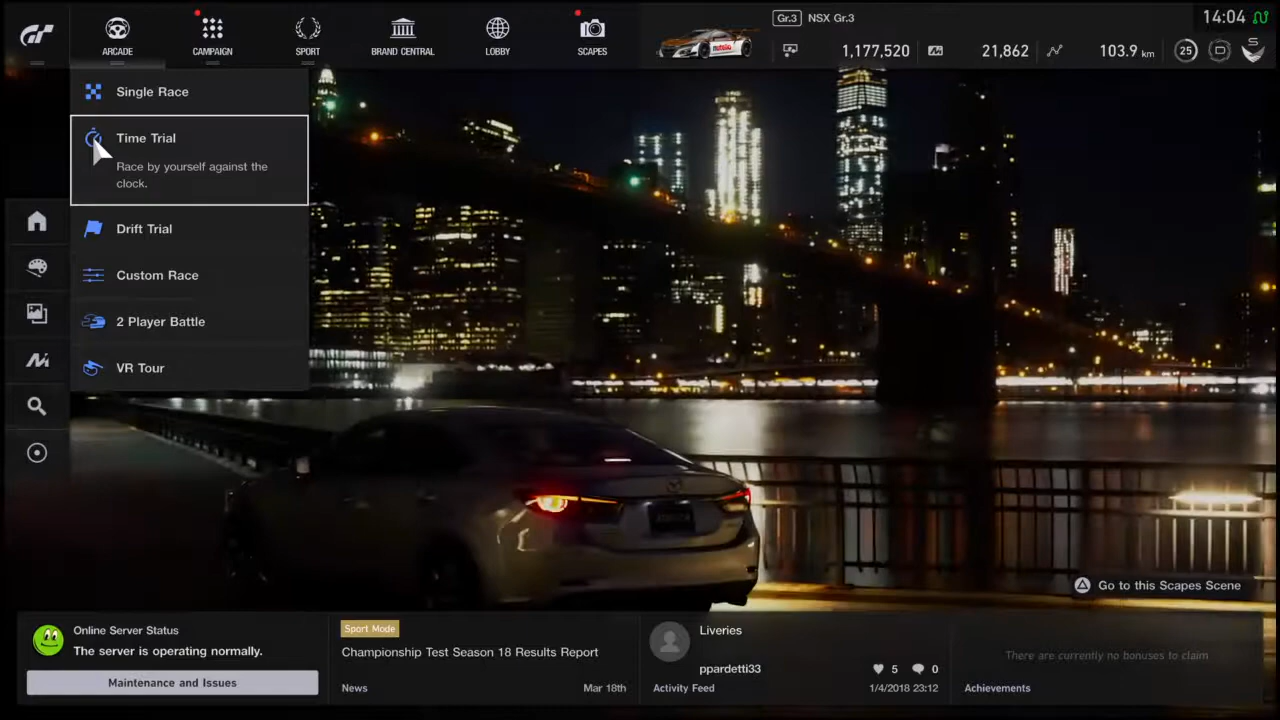 ARCADE
CAMPAIGN
SPORT
BRAND CENTRAL
LOBBY
SCAPES
Gr.3 NSX Gr.3
14:04
1,177,520
21,862
103.9 km
25
D
S
Single Race
Time Trial
Race by yourself against the
clock.
Drift Trial
Custom Race
2 Player Battle
VR Tour
Go to this Scapes Scene
Online Server Status
The server is operating normally.
Maintenance and Issues
Sport Mode
Championship Test Season 18 Results Report
News
Mar 18th
Liveries
ppardetti33
5
0
Activity Feed
1/4/2018 23:12
There are currently no bonuses to claim
Achievements